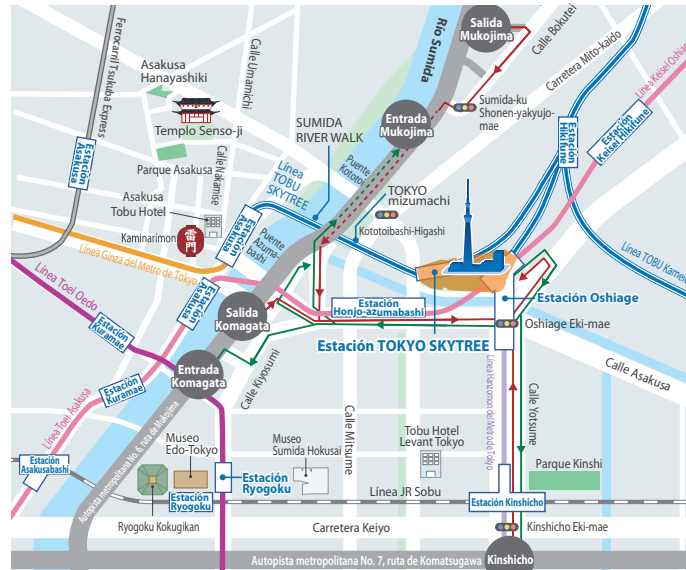 Ferrocarril Tsukuba Express
Estación
Asakusa
Asakusa
Hanayashiki
Calle Umamichi
Templo Senso-ji
Parque Asakusa
Calle Nakamise
Asakusa
Tobu Hotel
Kaminarimon
雷門
Línea
TOBU
SKYTREE
SUMIDA
RIVER WALK
Río Sumida
Salida
Mukojima
Calle Bokutei
Carretera Mito-kaido
Línea Keisei Oshiage
Sumida-ku
Shonen-yakyujo-
mae
Entrada
Mukojima
Puente
Kototoi
Estación
Hikifune
Estación
Keisei Hikifune
TOKYO
mizumachi
Kototoibashi-Higashi
Estación
Asakusa
Puente
Azuma-
bashi
Línea Ginza del Metro de Tokyo
Estación
Asakusa
Línea TOBU Kameido
Línea Toei Oedo
Salida
Komagata
Estación
Honjo-azumabashi
Estación Oshiage
Oshiage Eki-mae
Estación TOKYO SKYTREE
Estación
Kuramae
Entrada
Komagata
Calle Kiyosumi
Calle Asakusa
Estación
Kuramae
Línea Toei Asakusa
Autopista metropolitana No. 6, ruta de Mukojima
Calle Mitsume
Línea Hanzomon del Metro de Tokyo
Calle Yotsume
Estación
Asakusabashi
Museo
Edo-Tokyo
Museo
Sumida Hokusai
Tobu Hotel
Levant Tokyo
Parque Kinshi
Estación
Ryogoku
Estación
Ryogoku
Ryogoku Kokugikan
Línea JR Sobu
Estación Kinshicho
Carretera Keiyo
Kinshicho Eki-mae
Autopista metropolitana No. 7, ruta de Komatsugawa
Kinshicho